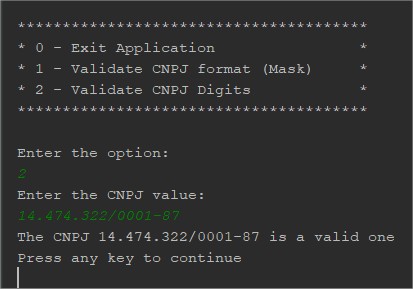 ****************************************
* 0 - Exit Application                 *
* 1 - Validate CNPJ format (Mask)      *
* 2 - Validate CNPJ Digits             *
****************************************
Enter the option:
2
Enter the CNPJ value:
14.474.322/0001-87
The CNPJ 14.474.322/0001-87 is a valid one
Press any key to continue